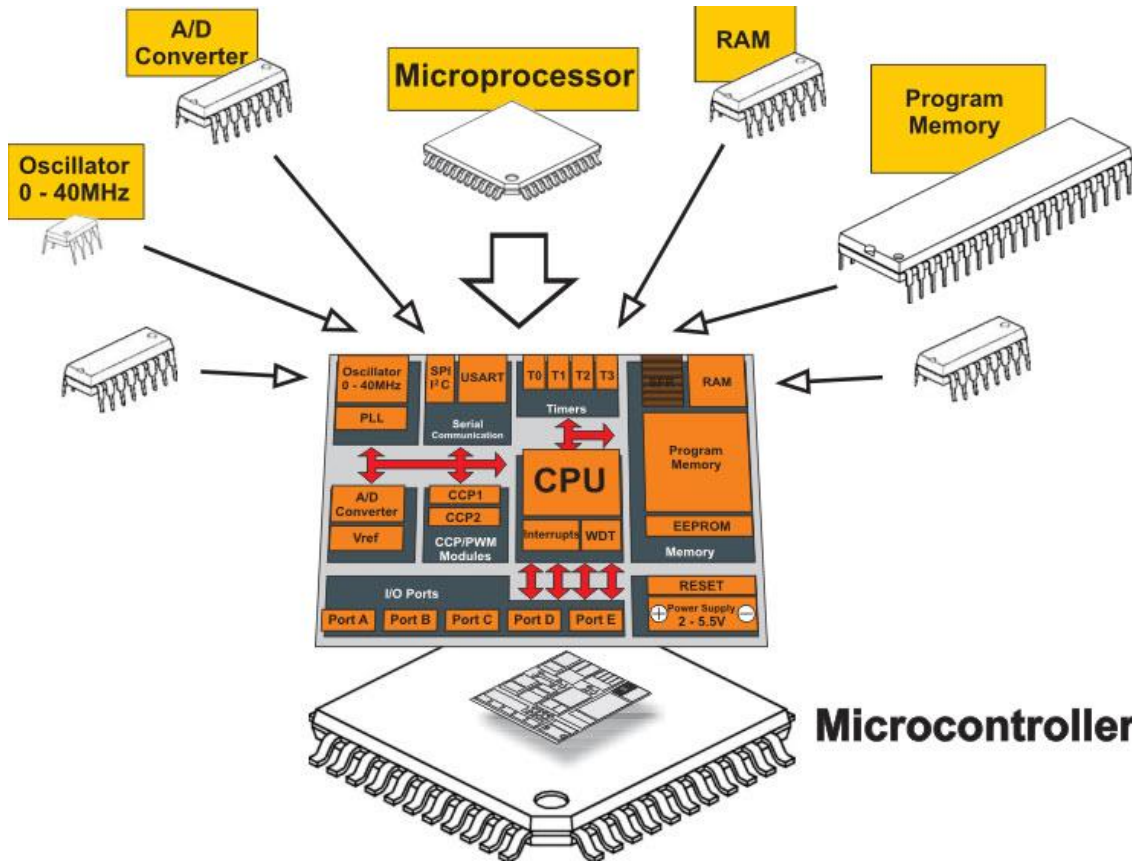 A/D
Converter
Microprocessor
RAM
Program
Memory
Oscillator
0 - 40MHz
Oscillator
0 - 40MHz
PLL
SPI
I²C
USART
Serial
Communication
T0 T1 T2 T3
Timers
SFR
RAM
Program
Memory
EEPROM
Memory
A/D
Converter
Vref
CCP1
CCP2
CCP/PWM
Modules
CPU
Interrupts
WDT
I/O Ports
Port A
Port B
Port C
Port D
Port E
RESET
+
Power Supply
2 - 5.5V
−
Microcontroller